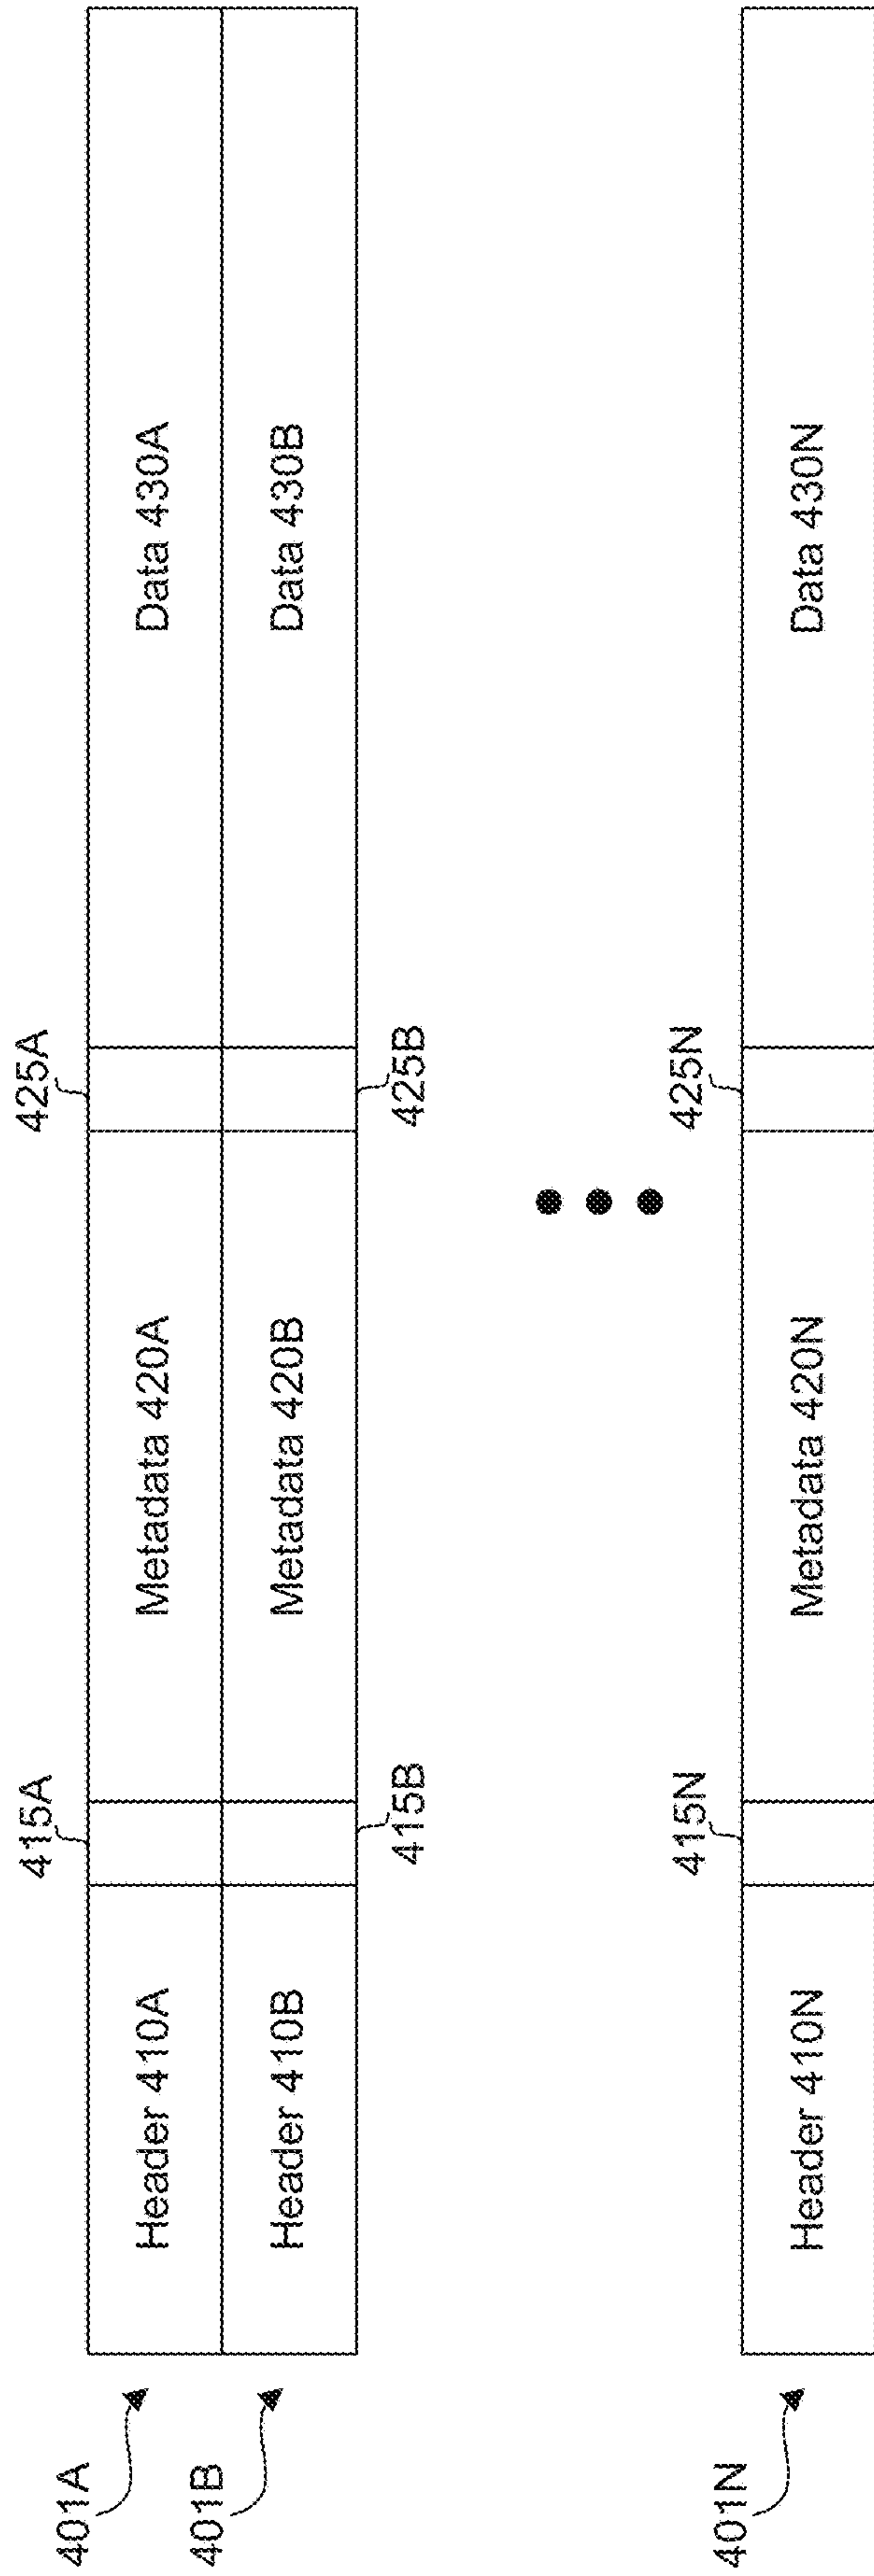 415A
425A
401A
Header 410A
Metadata 420A
Data 430A
401B
Header 410B
Metadata 420B
Data 430B
415B
425B
415N
425N
401N
Header 410N
Metadata 420N
Data 430N